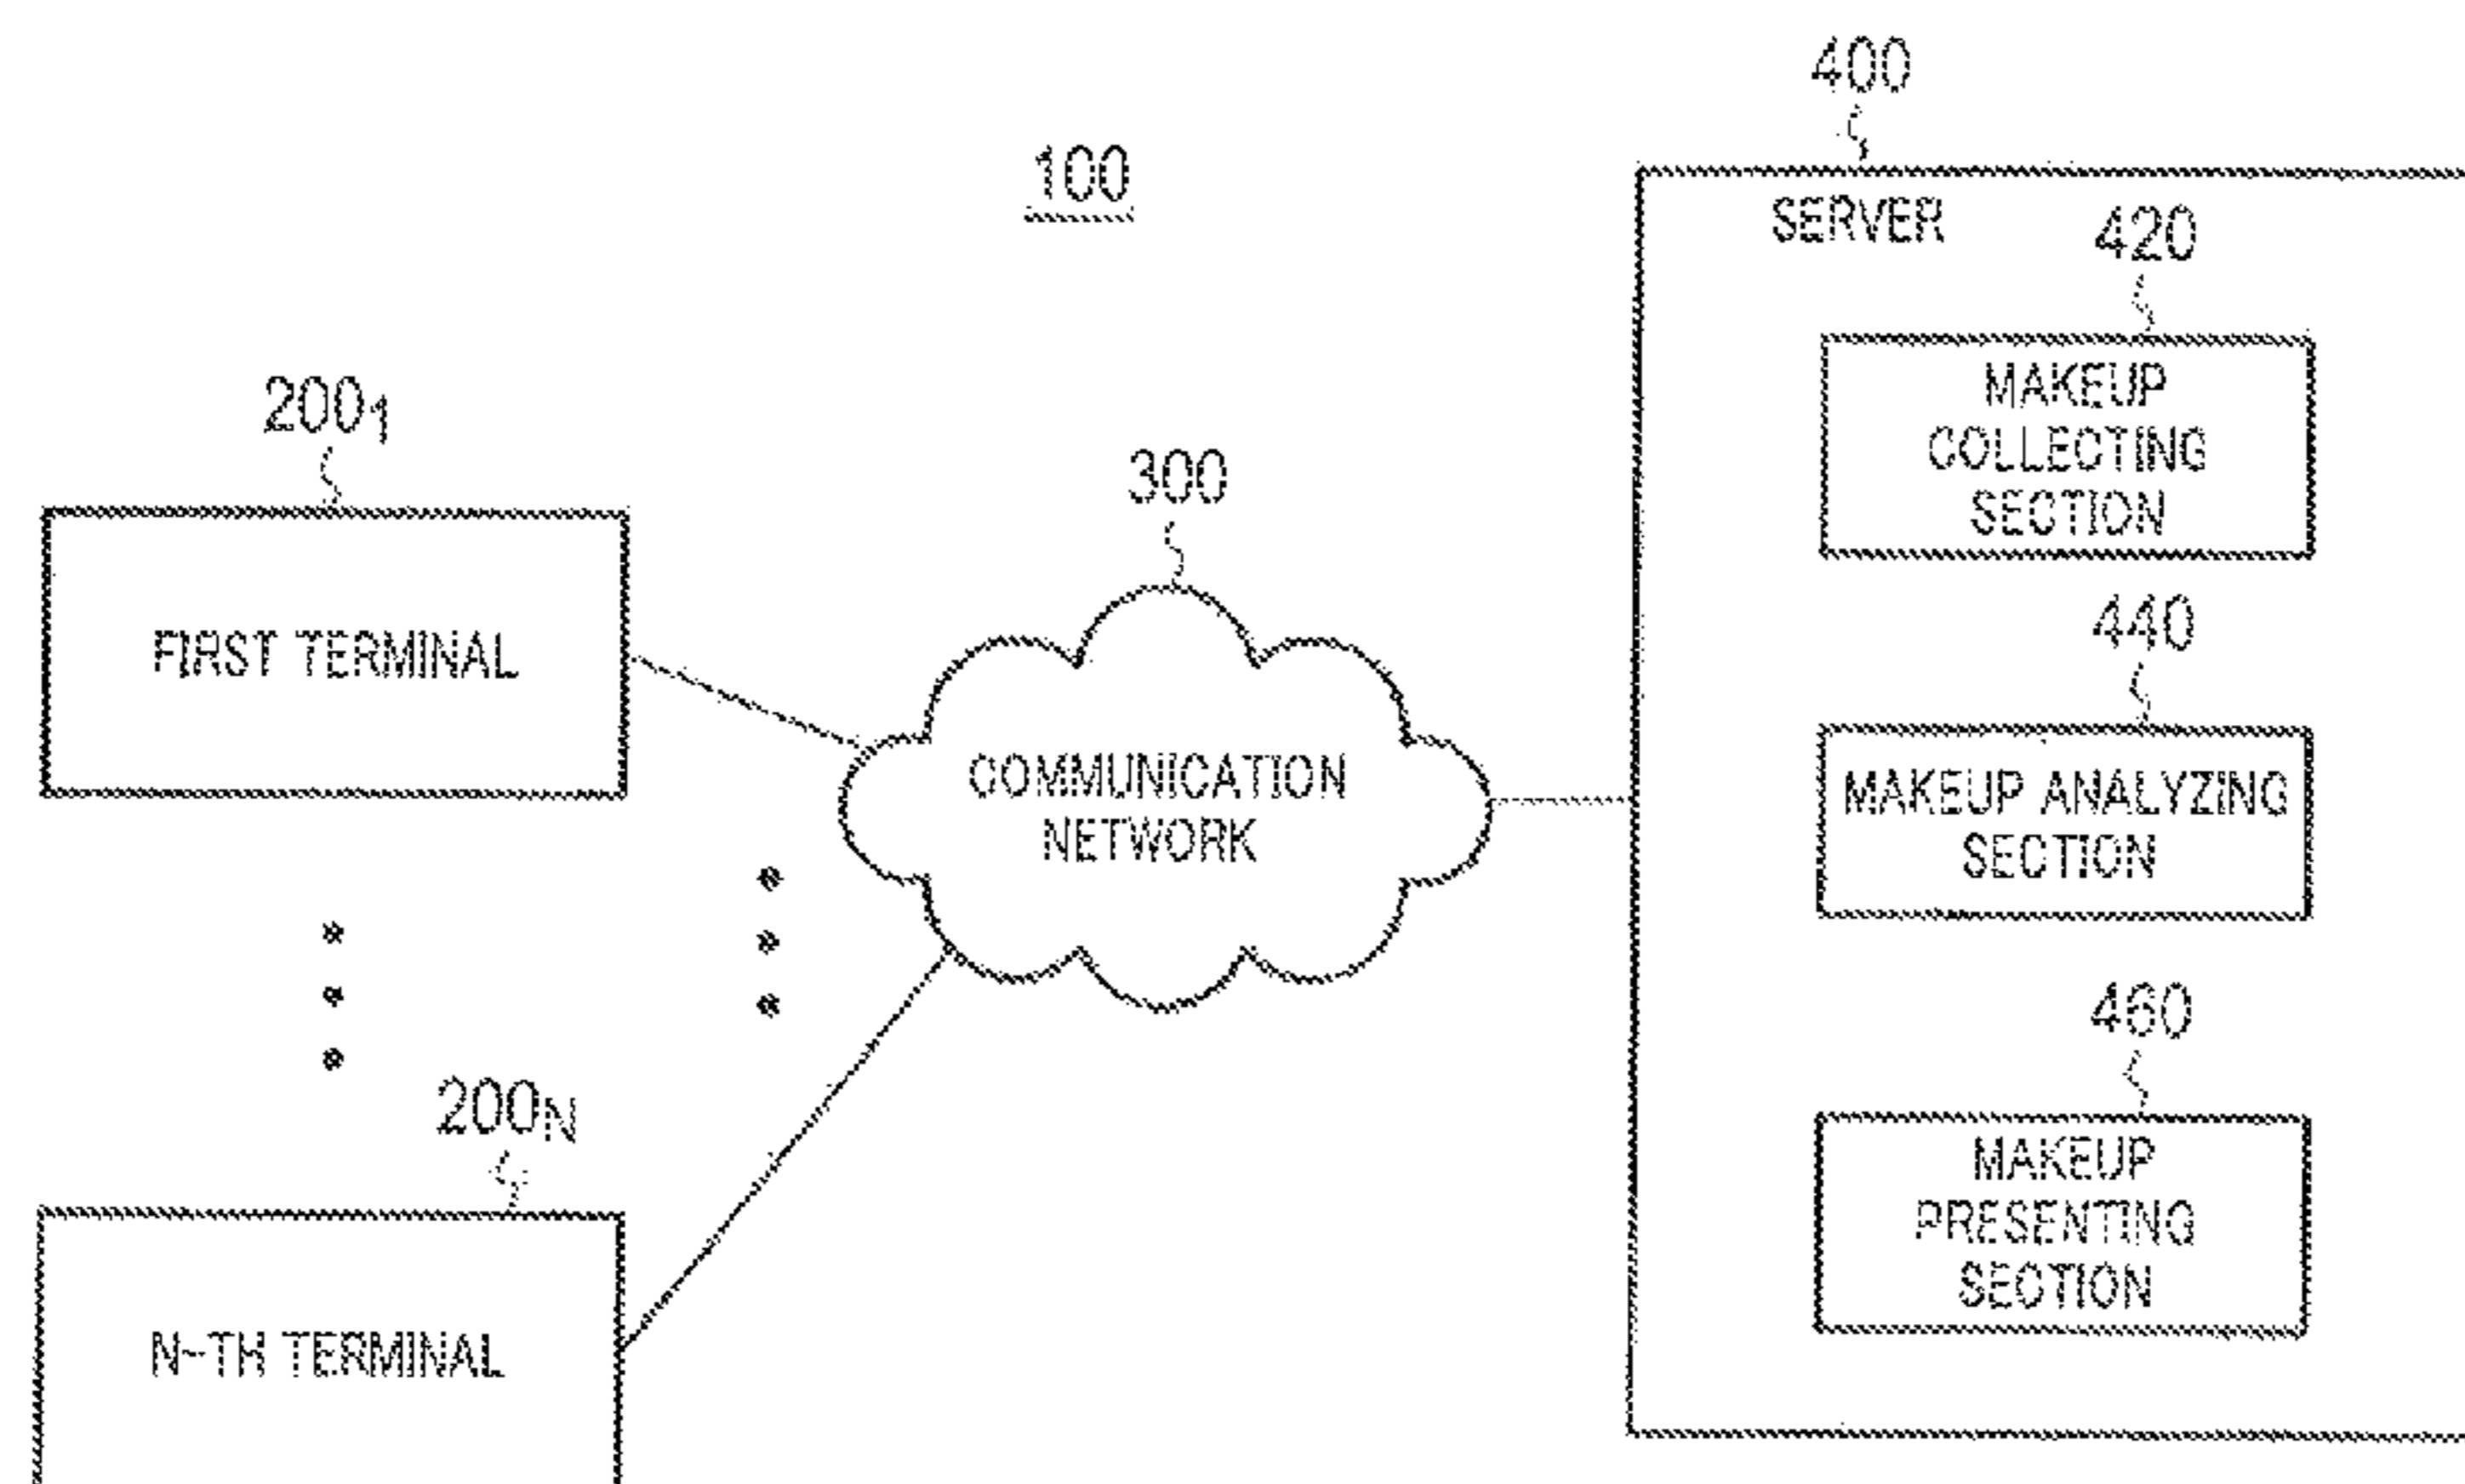 400
100
SERVER
420
MAKEUP
COLLECTING
SECTION
200₁
300
FIRST TERMINAL
440
COMMUNICATION
NETWORK
MAKEUP ANALYZING
SECTION
460
200ₙ
MAKEUP
PRESENTING
SECTION
N-TH TERMINAL